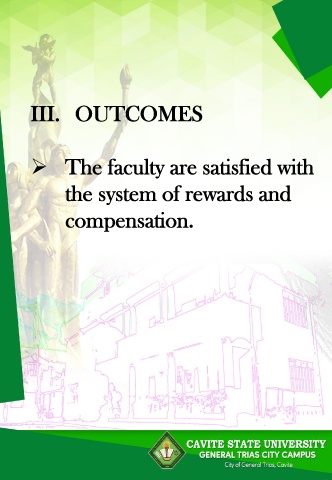 III. OUTCOMES
➢ The faculty are satisfied with
the system of rewards and
compensation.
CAVITE STATE UNIVERSITY
GENERAL TRIAS CITY CAMPUS
City of General Trias, Cavite